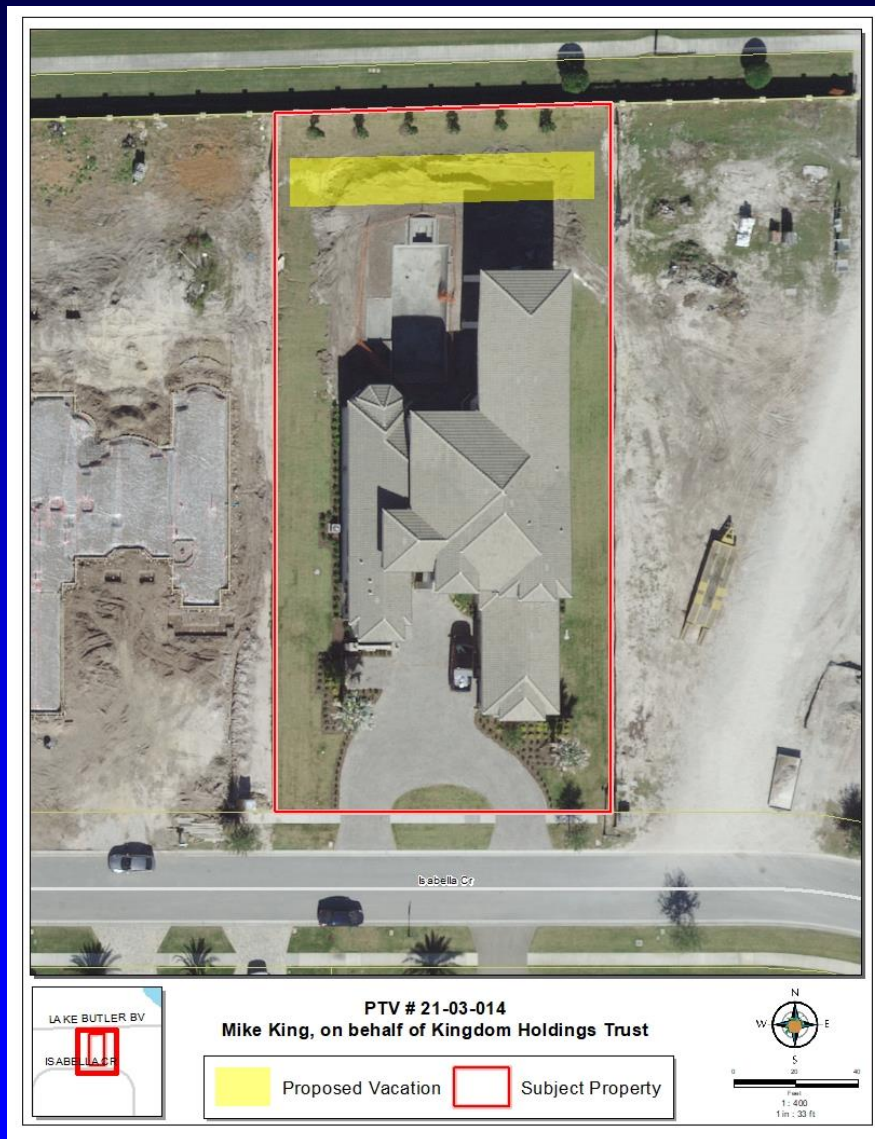 Isabella Cr
LAKE BUTLER BV
ISABELLA CR
PTV # 21-03-014
Mike King, on behalf of Kingdom Holdings Trust
Proposed Vacation
Subject Property
N
W
E
S
0 20 40
Feet
1 : 400
1 in : 33 ft